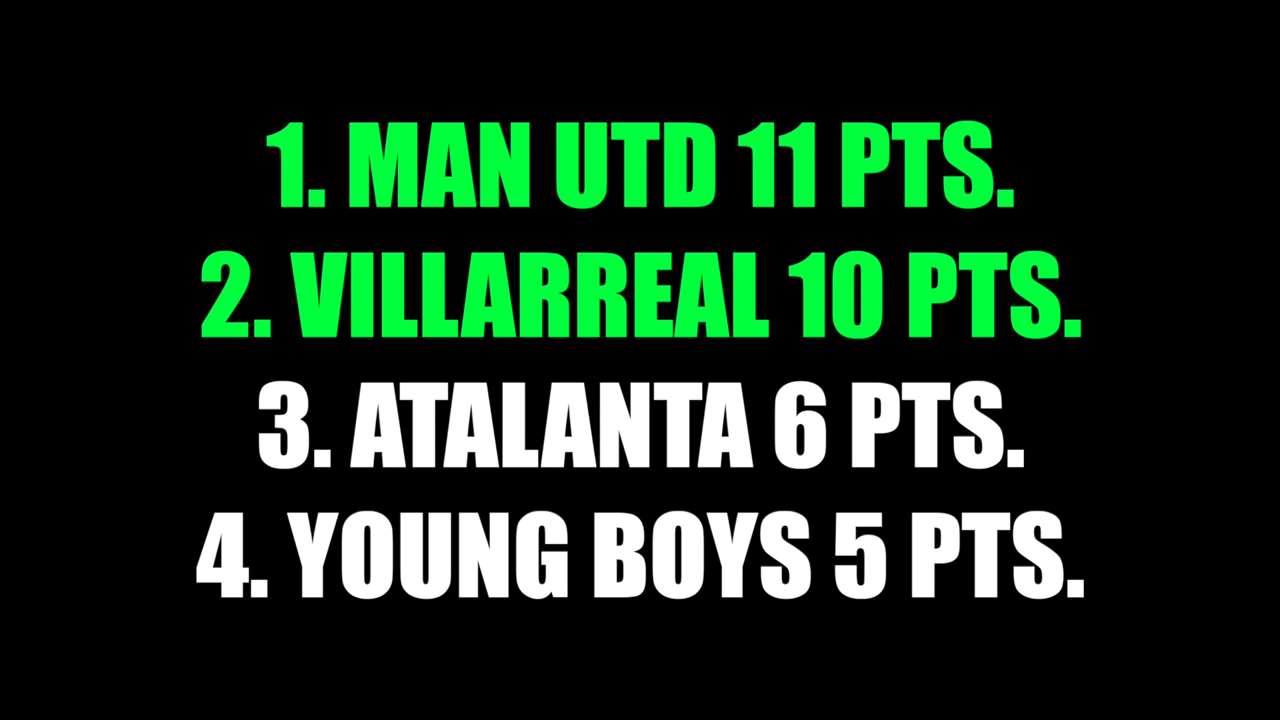 1. MAN UTD 11 PTS.
2. VILLARREAL 10 PTS.
3. ATALANTA 6 PTS.
4. YOUNG BOYS 5 PTS.